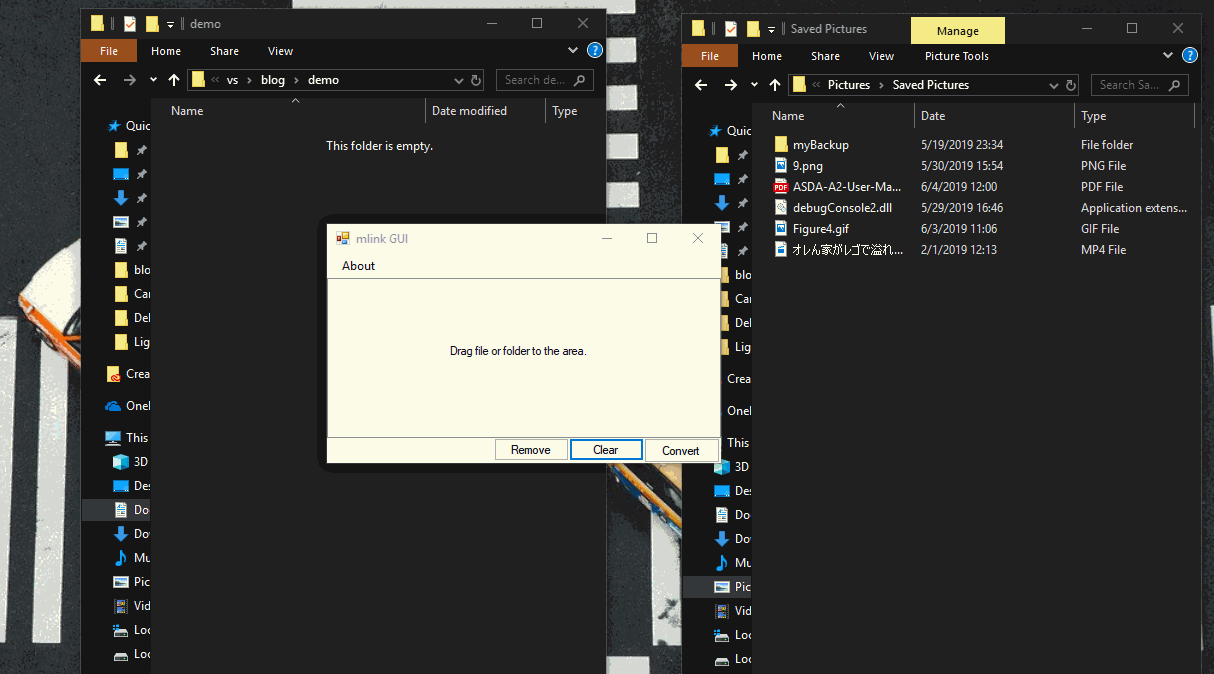 demo
File Home Share View
vs blog demo
Search de...
Name Date modified Type
This folder is empty.
Quic
blo
Car
Del
Lig
Crea
OneI
This
3D
Des
Doc
Dov
Mu
Pic
Vid
Loc
Loc
mlink GUI
About
Drag file or folder to the area.
Remove Clear Convert
Saved Pictures Manage
File Home Share View Picture Tools
Pictures Saved Pictures
Search Sa...
Name Date Type
myBackup 5/19/2019 23:34 File folder
9.png 5/30/2019 15:54 PNG File
PDF ASDA-A2-User-Ma... 6/4/2019 12:00 PDF File
debugConsole2.dll 5/29/2019 16:46 Application extens...
Figure4.gif 6/3/2019 11:06 GIF File
オレん家がレゴで溢れ... 2/1/2019 12:13 MP4 File
Quic
blo
Car
Del
Lig
Crea
OneI
This
3D
Des
Doc
Dov
Mu
Pic
Vid
Loc
Loc